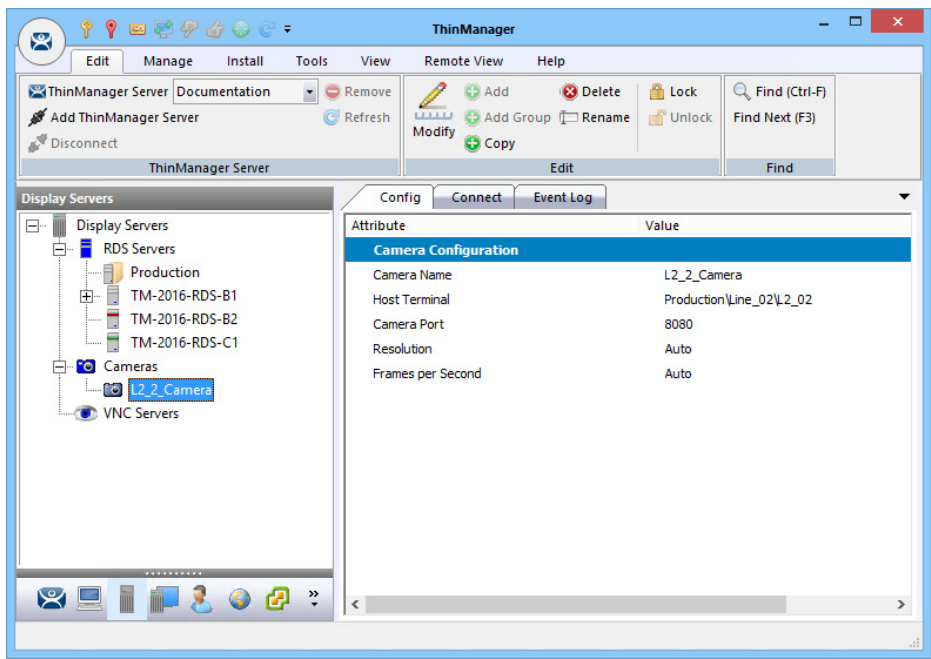 ThinManager
Edit Manage Install Tools View Remote View Help
ThinManager Server Documentation Remove Add Delete Lock Find (Ctrl-F)
Add ThinManager Server Refresh Modify Add Group Rename Unlock Find Next (F3)
Disconnect Copy
ThinManager Server Edit Find
Display Servers
Display Servers
RDS Servers
Production
TM-2016-RDS-B1
TM-2016-RDS-B2
TM-2016-RDS-C1
Cameras
L2_2_Camera
VNC Servers
Config Connect Event Log
Attribute Value
Camera Configuration
Camera Name L2_2_Camera
Host Terminal Production\Line_02\L2_02
Camera Port 8080
Resolution Auto
Frames per Second Auto